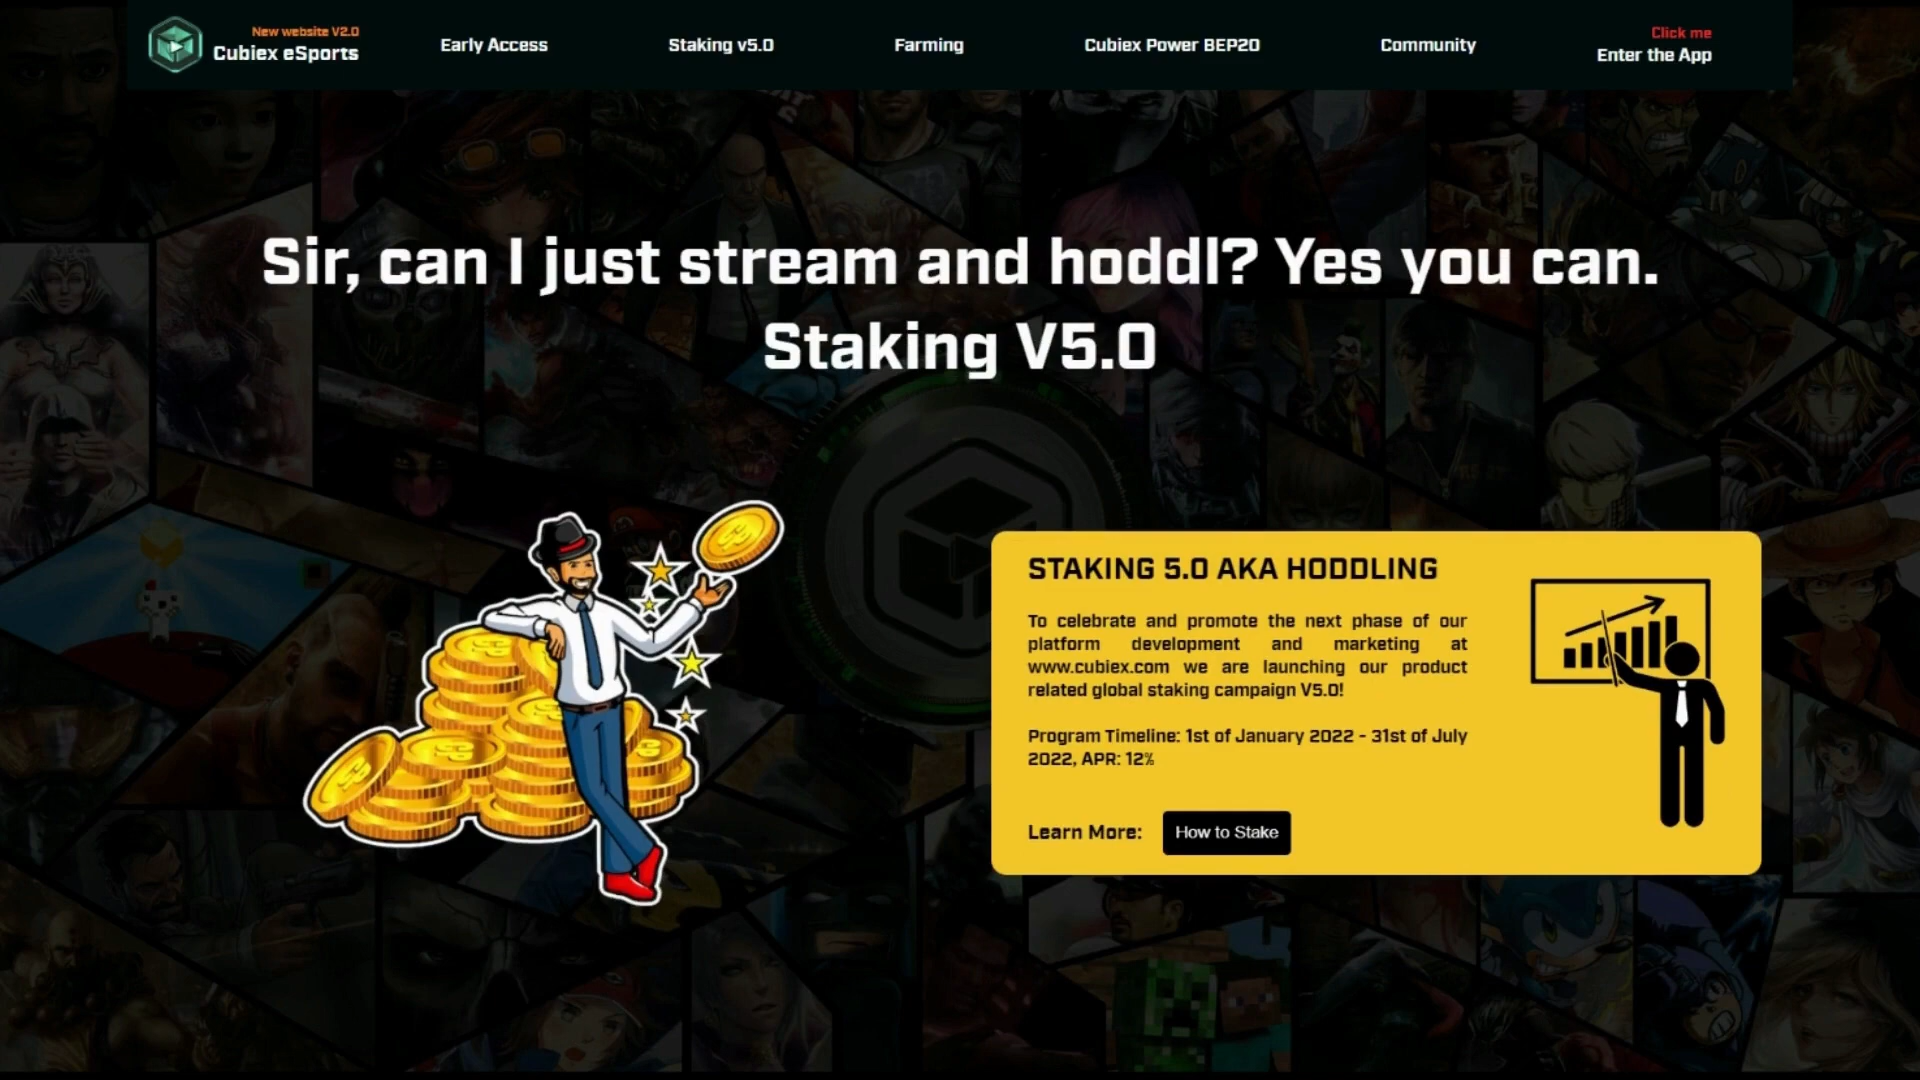 New website V2.0
Cubiex eSports
Early Access
Staking v5.0
Farming
Cubiex Power BEP20
Community
Click me
Enter the App
Sir, can I just stream and hoddl? Yes you can.
Staking V5.0
STAKING 5.0 AKA HODDLING
To celebrate and promote the next phase of our
platform development and marketing at
www.cubiex.com we are launching our product
related global staking campaign V5.0!
Program Timeline: 1st of January 2022 - 31st of July
2022, APR: 12%
Learn More:
How to Stake